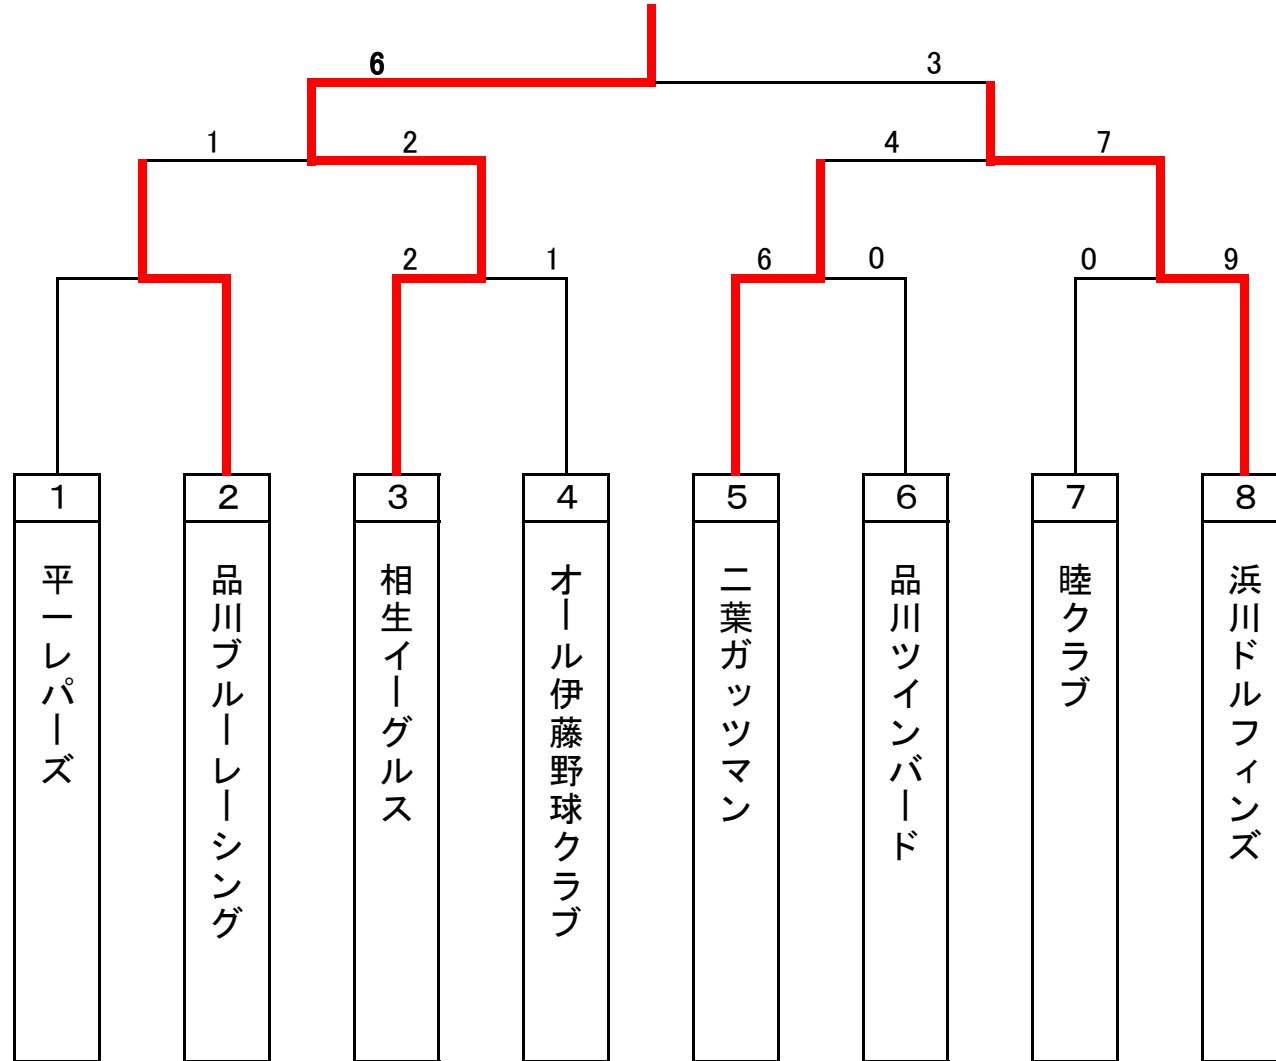 6 3
1 2 4 7
2 1 6 0 0 9
1 2 3 4 5 6 7 8
平一レパーズ
品川ブルーレーシング
相生イーグルス
オール伊藤野球クラブ
二葉ガッツマン
品川ツインバード
睦クラブ
浜川ドルフィンズ